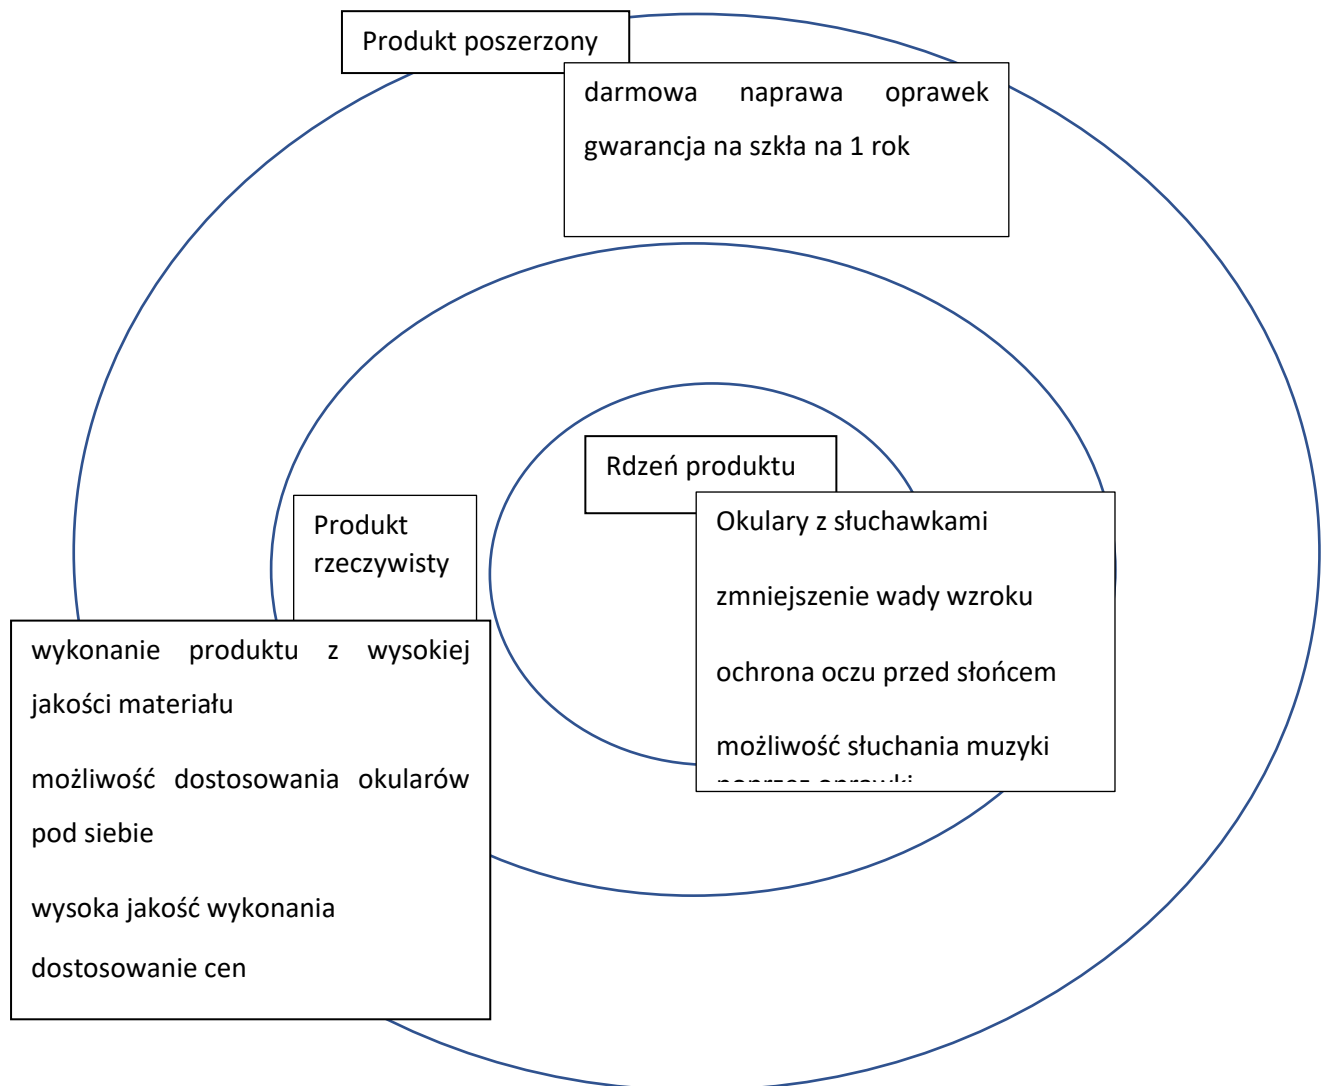 Produkt poszerzony
darmowa naprawa oprawek
gwarancja na szkła na 1 rok
Rdzeń produktu
Okulary z słuchawkami
zmniejszenie wady wzroku
ochrona oczu przed słońcem
możliwość słuchania muzyki
Produkt
rzeczywisty
wykonanie produktu z wysokiej
jakości materiału
możliwość dostosowania okularów
pod siebie
wysoka jakość wykonania
dostosowanie cen